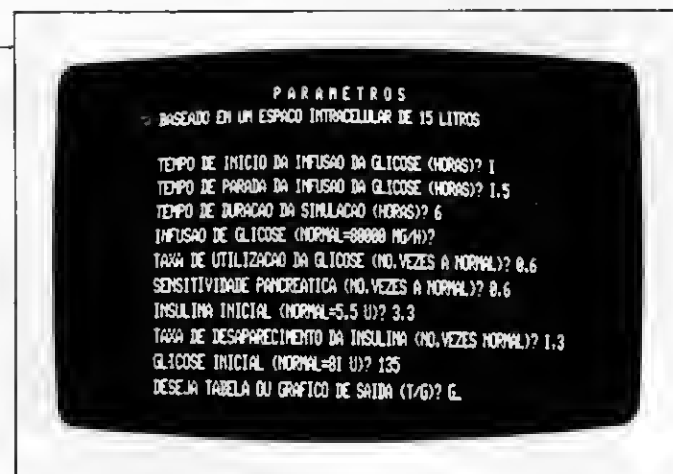 PARAMETROS
BASEADO EM UM ESPACO INTRACELULAR DE 15 LITROS
TEMPO DE INICIO DA INFUSAO DA GLICOSE (HORAS)? 1
TEMPO DE PARADA DA INFUSAO DA GLICOSE (HORAS)? 1.5
TEMPO DE DURACAO DA SIMULACAO (HORAS)? 6
INFUSAO DE GLICOSE (NORMAL=80000 MG/H)?
TAXA DE UTILIZACAO DA GLICOSE (NO.VEZES A NORMAL)? 0.6
SENSITIVIDADE PANCREATICA (NO.VEZES A NORMAL)? 0.6
INSULINA INICIAL (NORMAL=5.5 U)? 3.3
TAXA DE DESAPARECIMENTO DA INSULINA (NO.VEZES NORMAL)? 1.3
GLICOSE INICIAL (NORMAL=81 U)? 135
DESEJA TABELA OU GRAFICO DE SAIDA (T/G)? G_